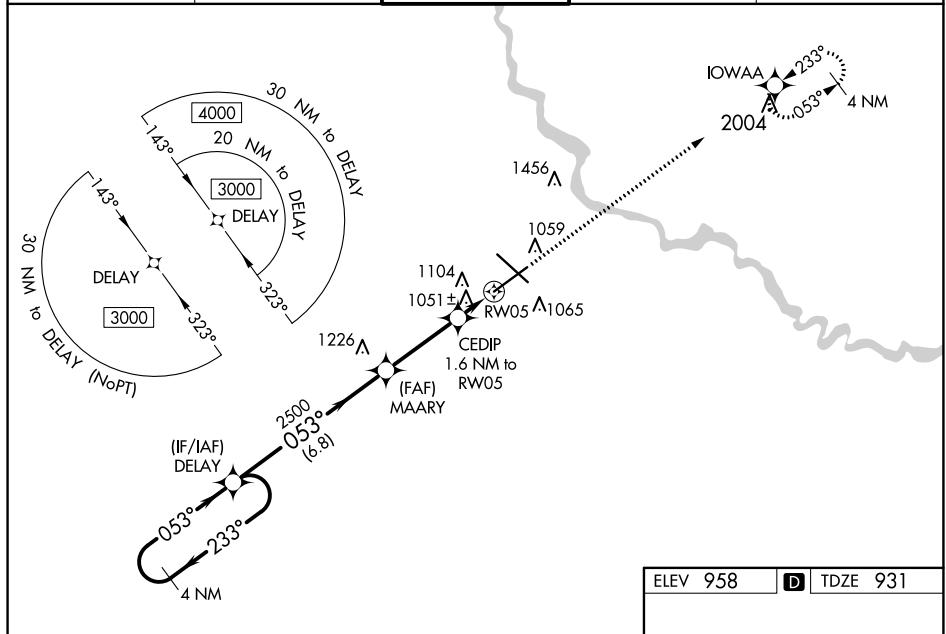 30 NM to DELAY
4000
20 NM to DELAY
3000
143°
DELAY
323°
143°
DELAY
3000
323°
30 NM to DELAY (NoPT)
IOWAA
233°
053°
4 NM
2004
1456
1059
1104
1051±
RW05
1065
CEDIP
1.6 NM to
RW05
1226
(FAF)
MAARY
2500
053°
(6.8)
(IF/IAF)
DELAY
053°
233°
4 NM
ELEV 958 D TDZE 931